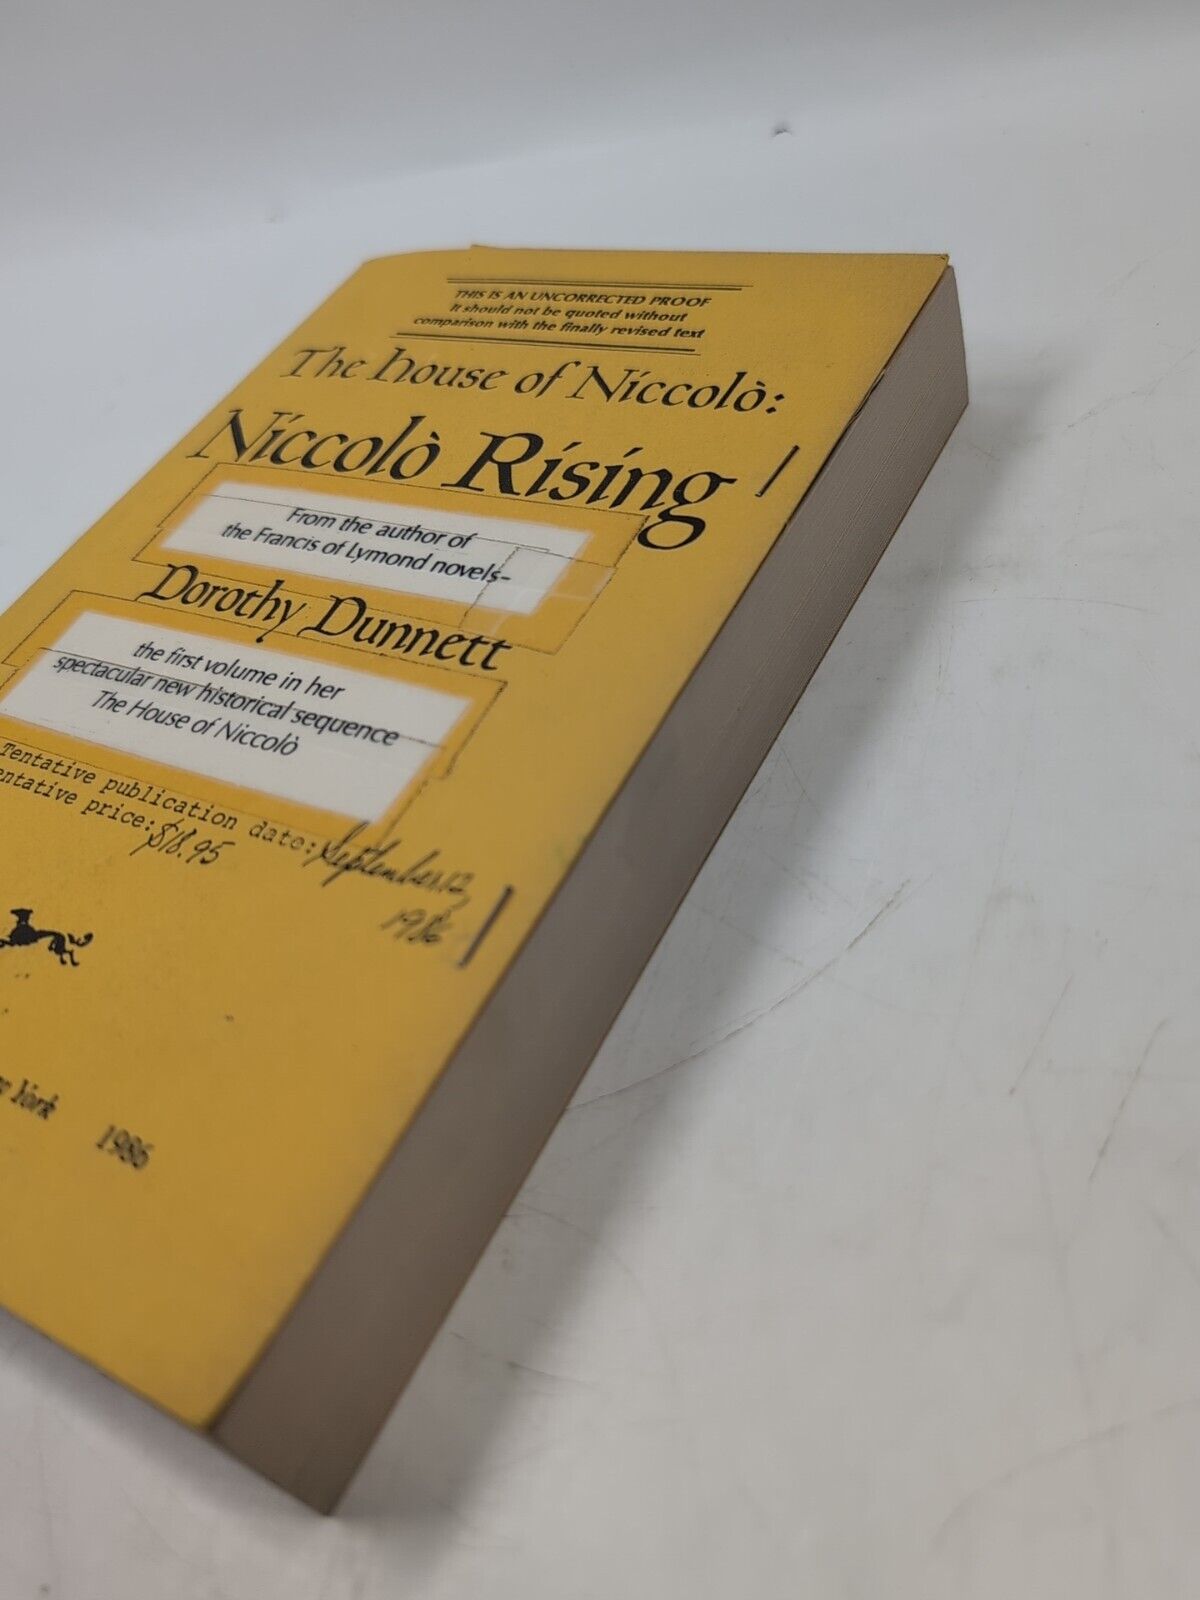 THIS IS AN UNCORRECTED PROOF
It should not be quoted without
comparison with the finally revised text
The House of Niccolò:
Niccolò Rising
From the author of
the Francis of Lymond novels–
Dorothy Dunnett
the first volume in her
spectacular new historical sequence
The House of Niccolò
Tentative publication date: September 12,
1986
entative price: $18.95
York 1986